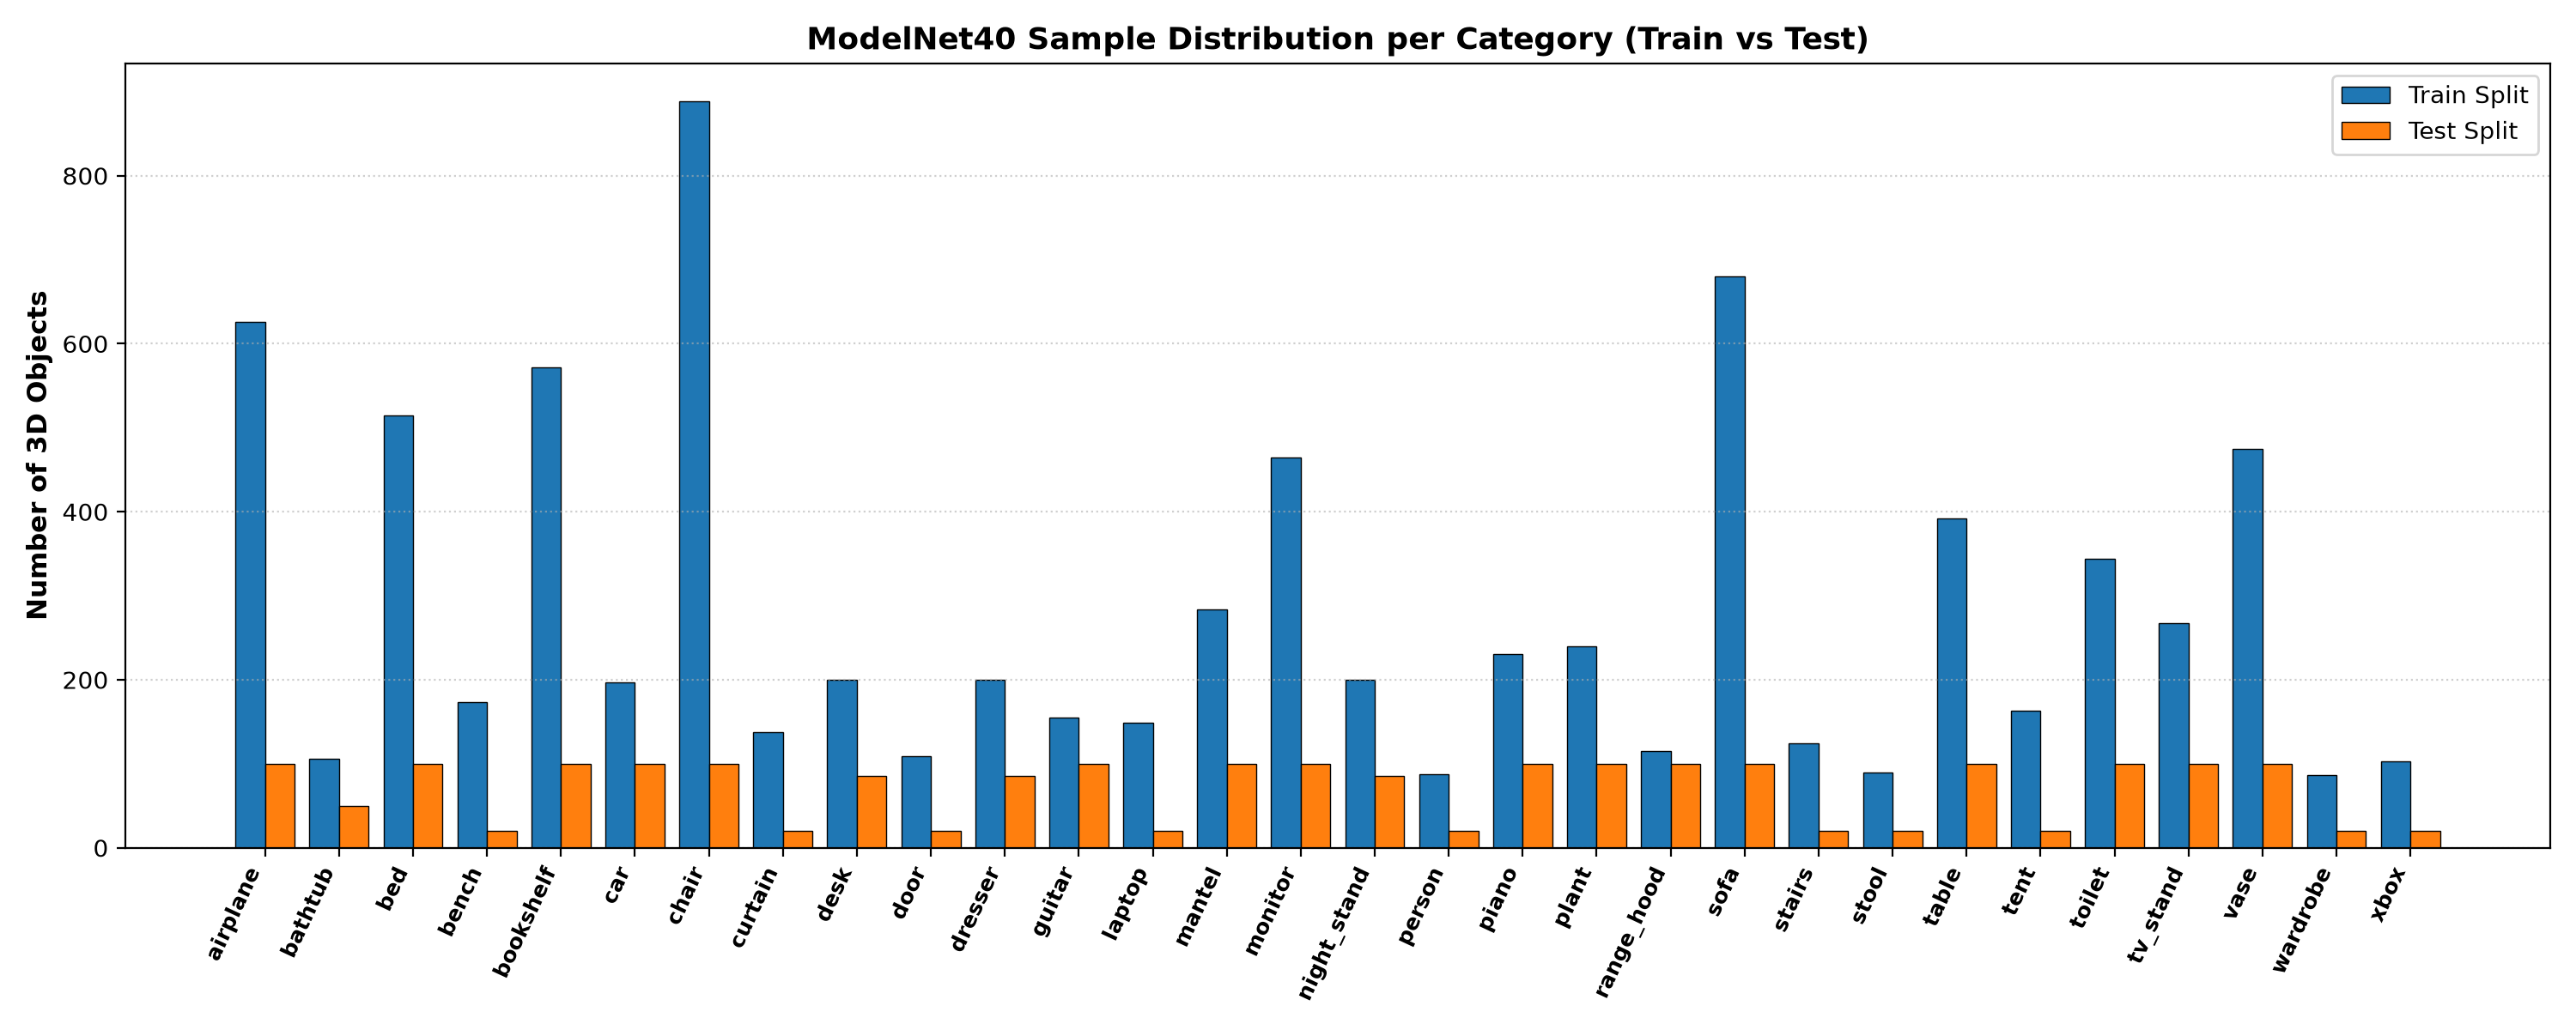 ModelNet40 Sample Distribution per Category (Train vs Test)
Train Split
Test Split
Number of 3D Objects
800
600
400
200
0
airplane
bathtub
bed
bench
bookshelf
car
chair
curtain
desk
door
dresser
guitar
laptop
mantel
monitor
night_stand
person
piano
plant
range_hood
sofa
stairs
stool
table
tent
toilet
tv_stand
vase
wardrobe
xbox